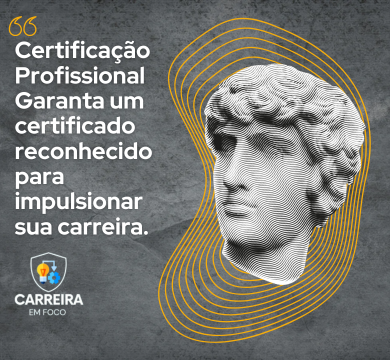 Certificação
Profissional
Garanta um
certificado
reconhecido
para
impulsionar
sua carreira.
CARREIRA
EM FOCO